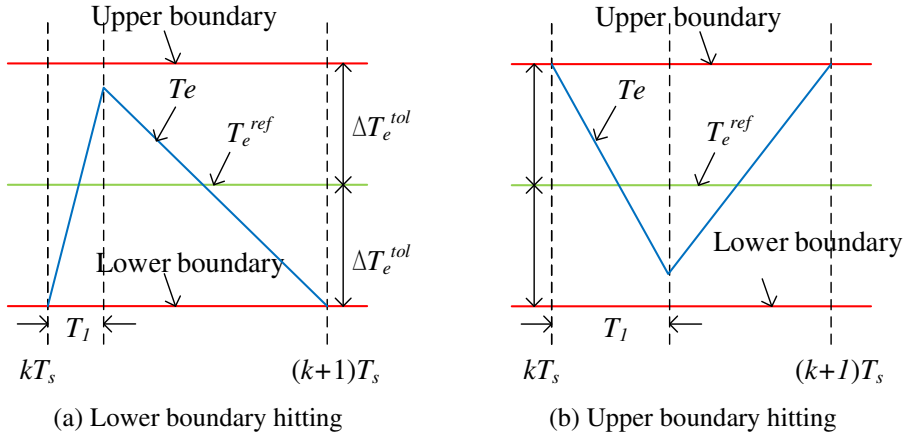 Upper boundary
Te
T_e^ref
ΔT_e^tol
Lower boundary
ΔT_e^tol
T_1
kT_s
(k+1)T_s
(a) Lower boundary hitting
Upper boundary
Te
T_e^ref
Lower boundary
T_1
kT_s
(k+1)T_s
(b) Upper boundary hitting